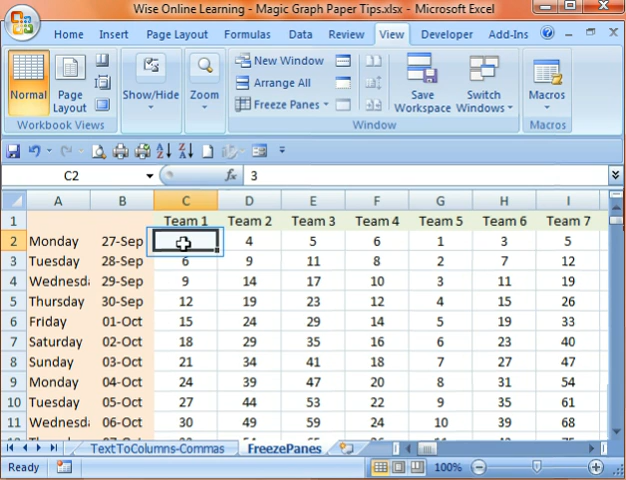 Wise Online Learning - Magic Graph Paper Tips.xlsx - Microsoft Excel
Home Insert Page Layout Formulas Data Review View Developer Add-Ins
Normal Page Layout Show/Hide Zoom New Window Arrange All Freeze Panes Save Workspace Switch Windows Macros
Workbook Views Window Macros
C2 fx 3
A B C D E F G H I
1 Team 1 Team 2 Team 3 Team 4 Team 5 Team 6 Team 7
2 Monday 27-Sep 4 5 6 1 3 5
3 Tuesday 28-Sep 6 9 11 8 2 7 12
4 Wednesd 29-Sep 9 14 17 10 3 11 19
5 Thursday 30-Sep 12 19 23 12 4 15 26
6 Friday 01-Oct 15 24 29 14 5 19 33
7 Saturday 02-Oct 18 29 35 16 6 23 40
8 Sunday 03-Oct 21 34 41 18 7 27 47
9 Monday 04-Oct 24 39 47 20 8 31 54
10 Tuesday 05-Oct 27 44 53 22 9 35 61
11 Wednesd 06-Oct 30 49 59 24 10 39 68
TextToColumns-Commas FreezePanes
Ready 100%